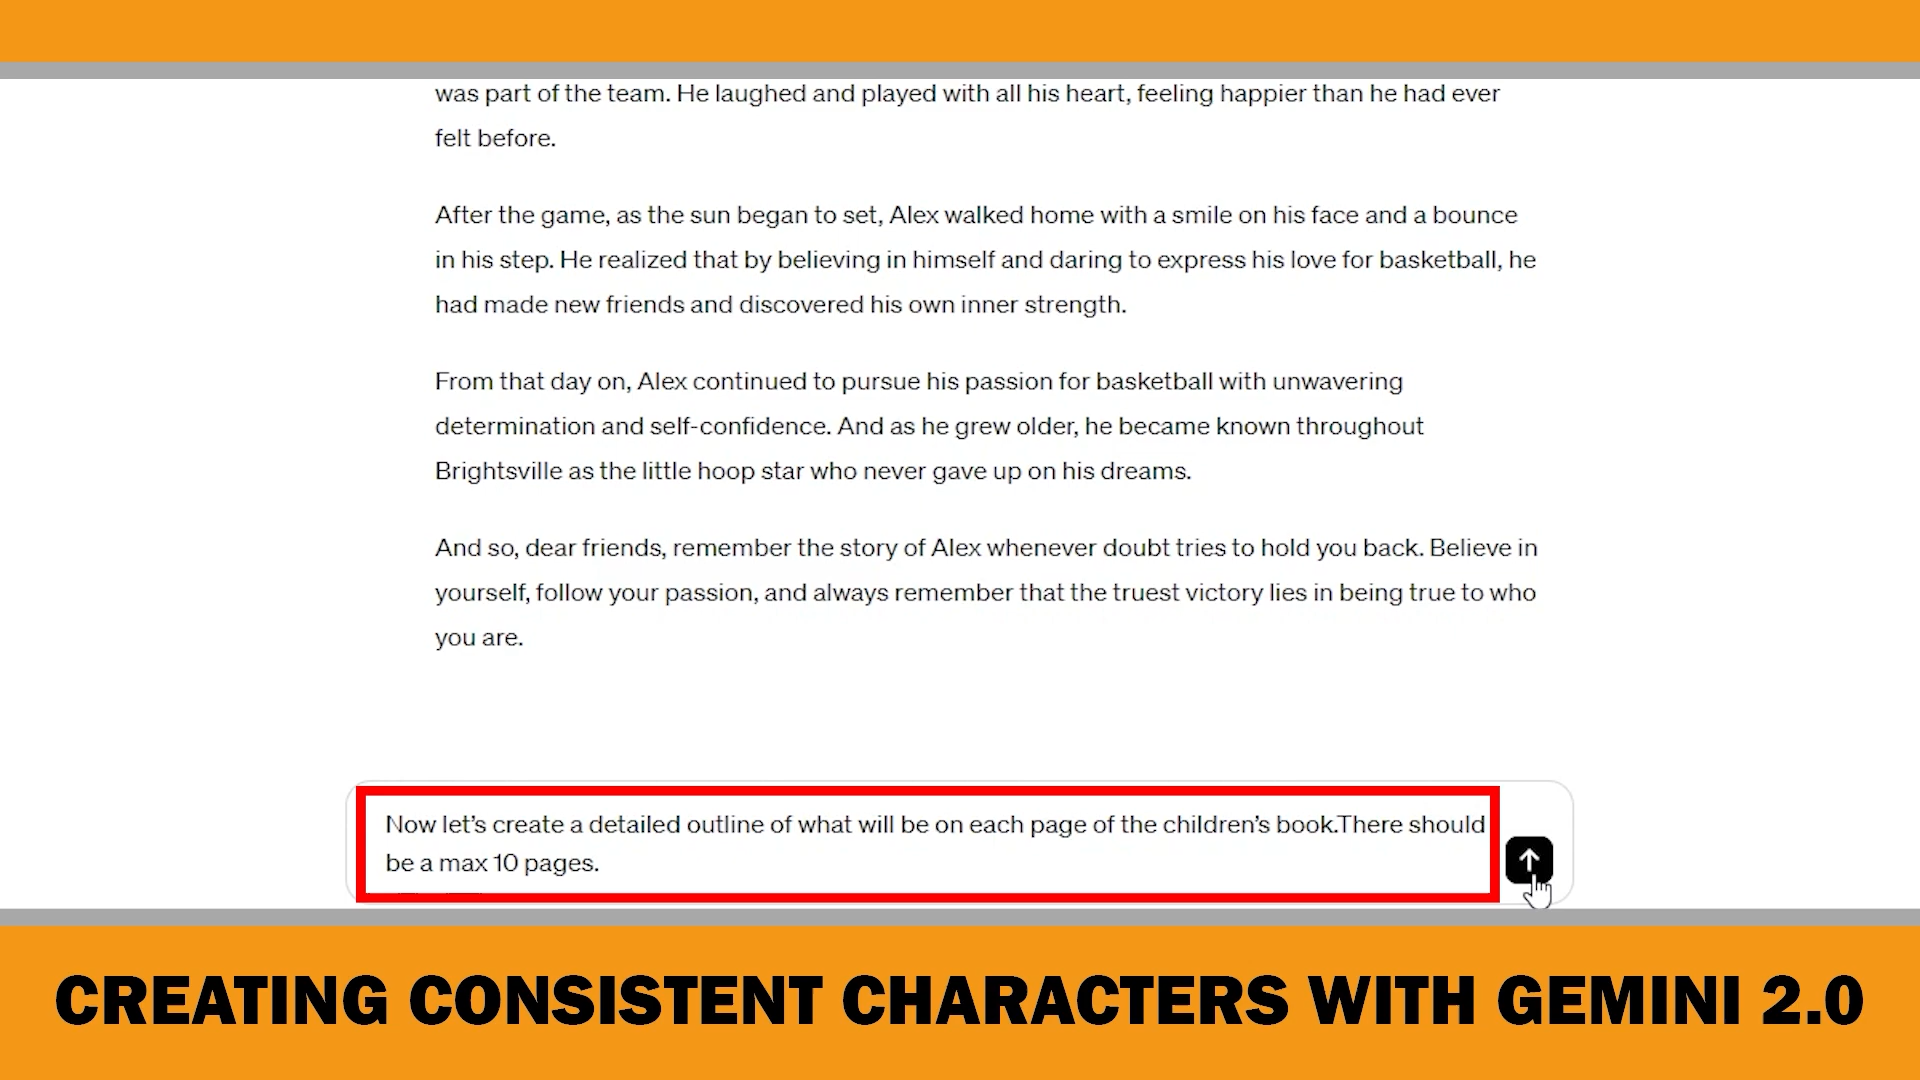 was part of the team. He laughed and played with all his heart, feeling happier than he had ever
felt before.
After the game, as the sun began to set, Alex walked home with a smile on his face and a bounce
in his step. He realized that by believing in himself and daring to express his love for basketball, he
had made new friends and discovered his own inner strength.
From that day on, Alex continued to pursue his passion for basketball with unwavering
determination and self-confidence. And as he grew older, he became known throughout
Brightsville as the little hoop star who never gave up on his dreams.
And so, dear friends, remember the story of Alex whenever doubt tries to hold you back. Believe in
yourself, follow your passion, and always remember that the truest victory lies in being true to who
you are.
Now let’s create a detailed outline of what will be on each page of the children’s book.There should
be a max 10 pages.
CREATING CONSISTENT CHARACTERS WITH GEMINI 2.0